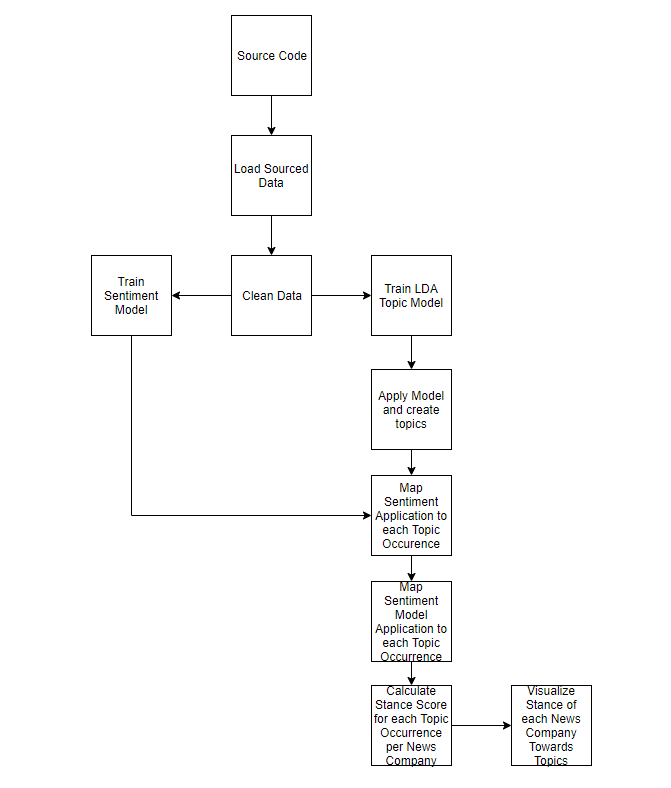 Source Code
Load Sourced
Data
Train
Sentiment
Model
Clean Data
Train LDA
Topic Model
Apply Model
and create
topics
Map
Sentiment
Application to
each Topic
Occurence
Map
Sentiment
Model
Application to
each Topic
Occurrence
Calculate
Stance Score
for each Topic
Occurrence
per News
Company
Visualize
Stance of
each News
Company
Towards
Topics